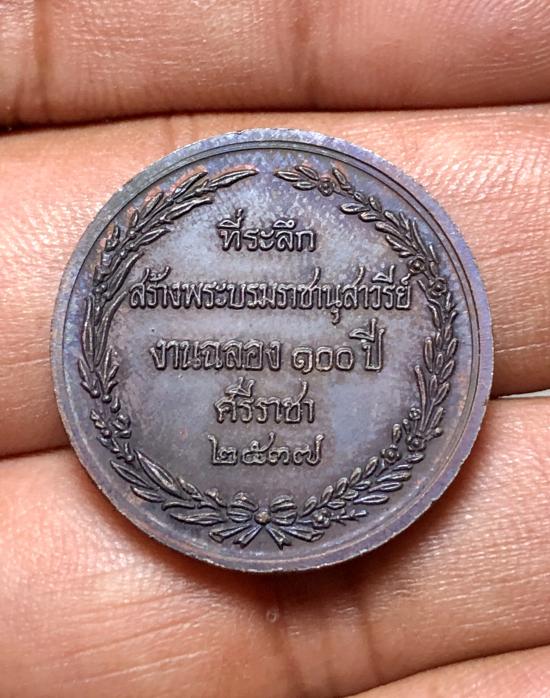 ที่ระลึก
สร้างพระบรมราชานุสาวรีย์
งานฉลอง ๑๐๐ ปี
ศรีราชา
๒๕๓๗